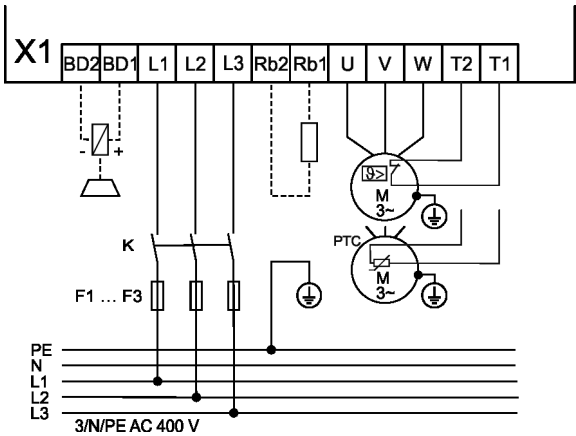 X1 BD2 BD1 L1 L2 L3 Rb2 Rb1 U V W T2 T1
- +
ϑ>
M
3~
K
PTC
M
3~
F1 ... F3
PE
N
L1
L2
L3
3/N/PE AC 400 V